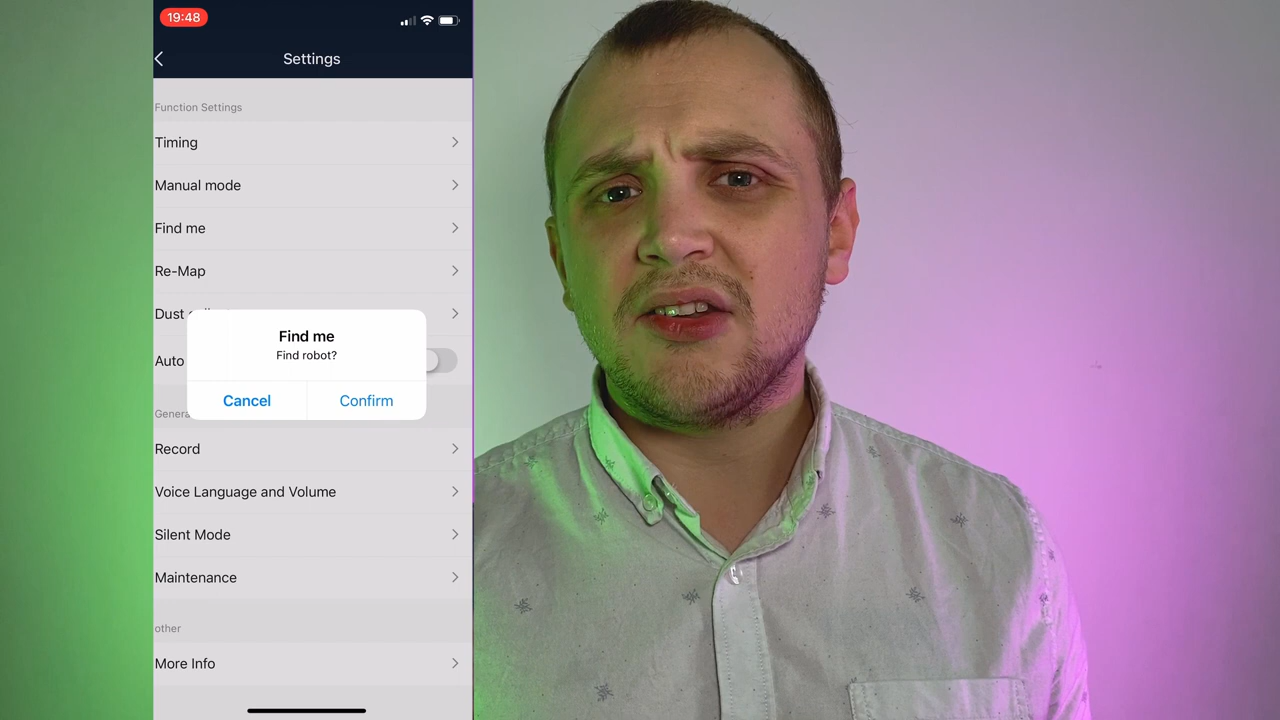 19:48
Settings
Function Settings
Timing
Manual mode
Find me
Re-Map
Dust
Find me
Find robot?
Auto
Cancel
Confirm
Record
Voice Language and Volume
Silent Mode
Maintenance
other
More Info